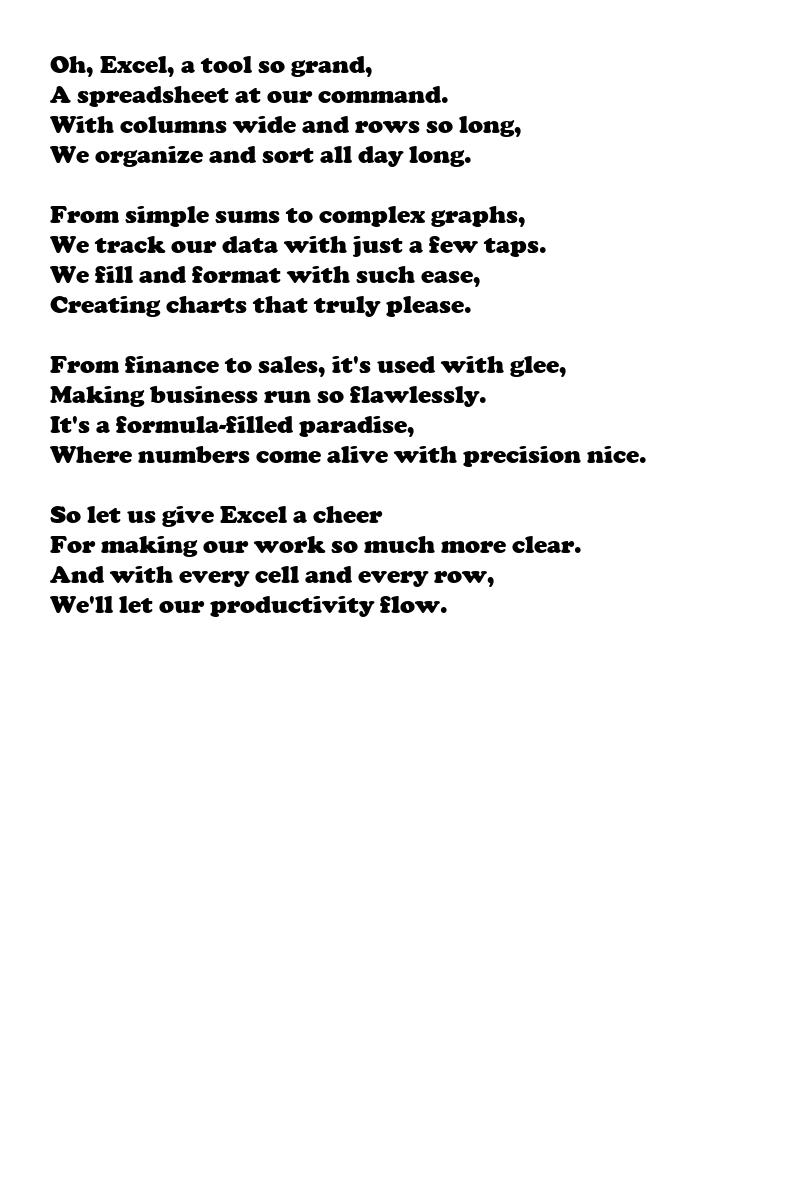 Oh, Excel, a tool so grand,
A spreadsheet at our command.
With columns wide and rows so long,
We organize and sort all day long.

From simple sums to complex graphs,
We track our data with just a few taps.
We fill and format with such ease,
Creating charts that truly please.

From finance to sales, it's used with glee,
Making business run so flawlessly.
It's a formula-filled paradise,
Where numbers come alive with precision nice.

So let us give Excel a cheer
For making our work so much more clear.
And with every cell and every row,
We'll let our productivity flow.